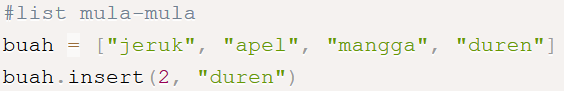 #list mula-mula
buah = ["jeruk", "apel", "mangga", "duren"]
buah.insert(2, "duren")